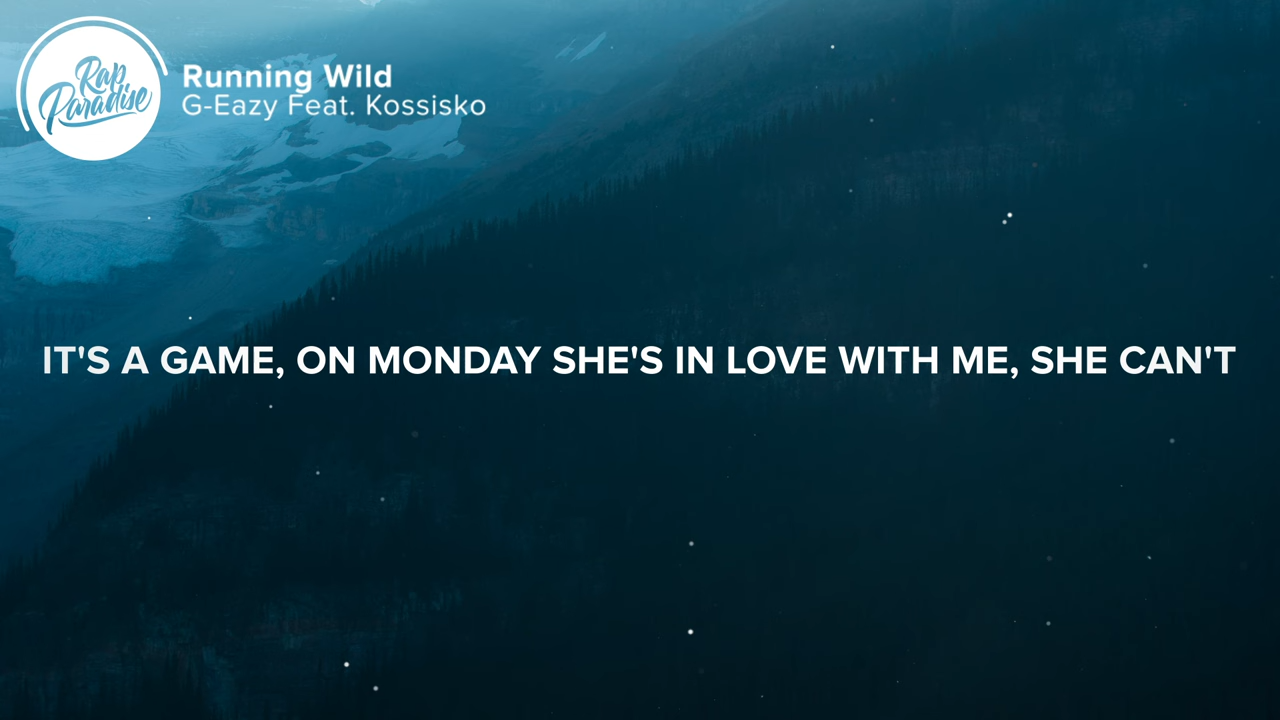 Rap
Paradise
Running Wild
G-Eazy Feat. Kossisko
IT'S A GAME, ON MONDAY SHE'S IN LOVE WITH ME, SHE CAN'T